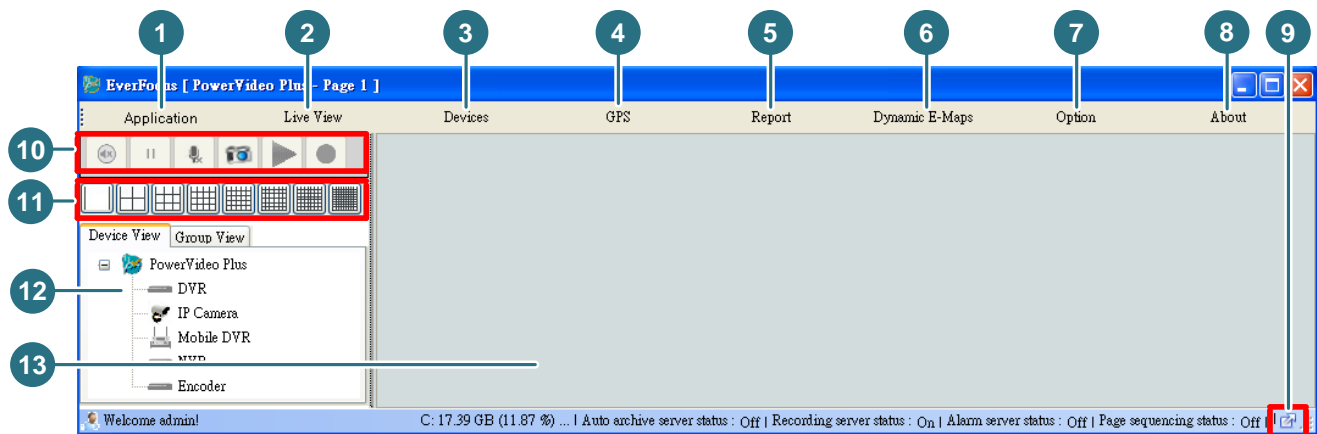 1 2 3 4 5 6 7 8 9
EverFocus [ PowerVideo Plus - Page 1 ]
Application Live View Devices GPS Report Dynamic E-Maps Option About
10
11
Device View Group View
PowerVideo Plus
12 DVR
IP Camera
Mobile DVR
13 NVR
Encoder
Welcome admin! C: 17.39 GB (11.87 %) ... | Auto archive server status : Off | Recording server status : On | Alarm server status : Off | Page sequencing status : Off |